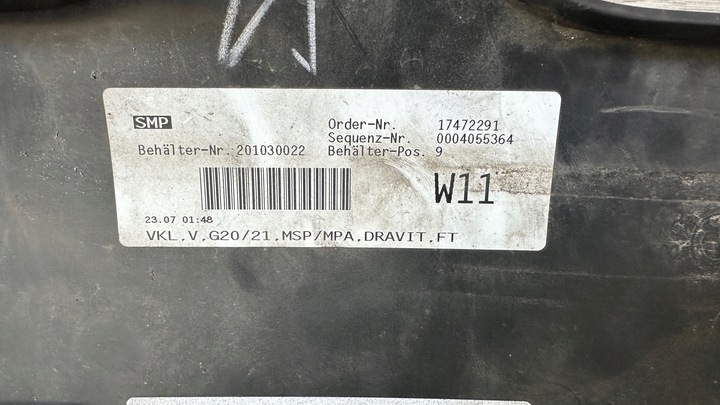 SMP
Order-Nr. 17472291
Sequenz-Nr. 0004055364
Behälter-Nr. 201030022 Behälter-Pos. 9
W11
23.07 01:48
VKL,V,G20/21,MSP/MPA,DRAVIT,FT